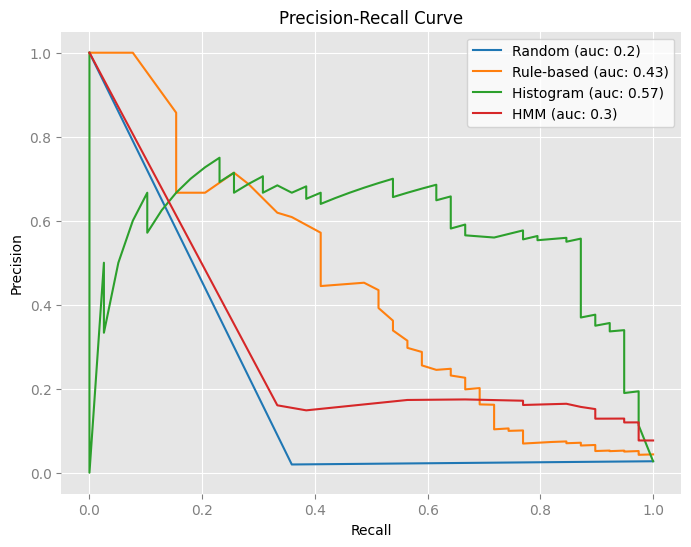 Precision-Recall Curve
Random (auc: 0.2)
Rule-based (auc: 0.43)
Histogram (auc: 0.57)
HMM (auc: 0.3)
1.0
0.8
0.6
0.4
0.2
0.0
Precision
0.0 0.2 0.4 0.6 0.8 1.0
Recall